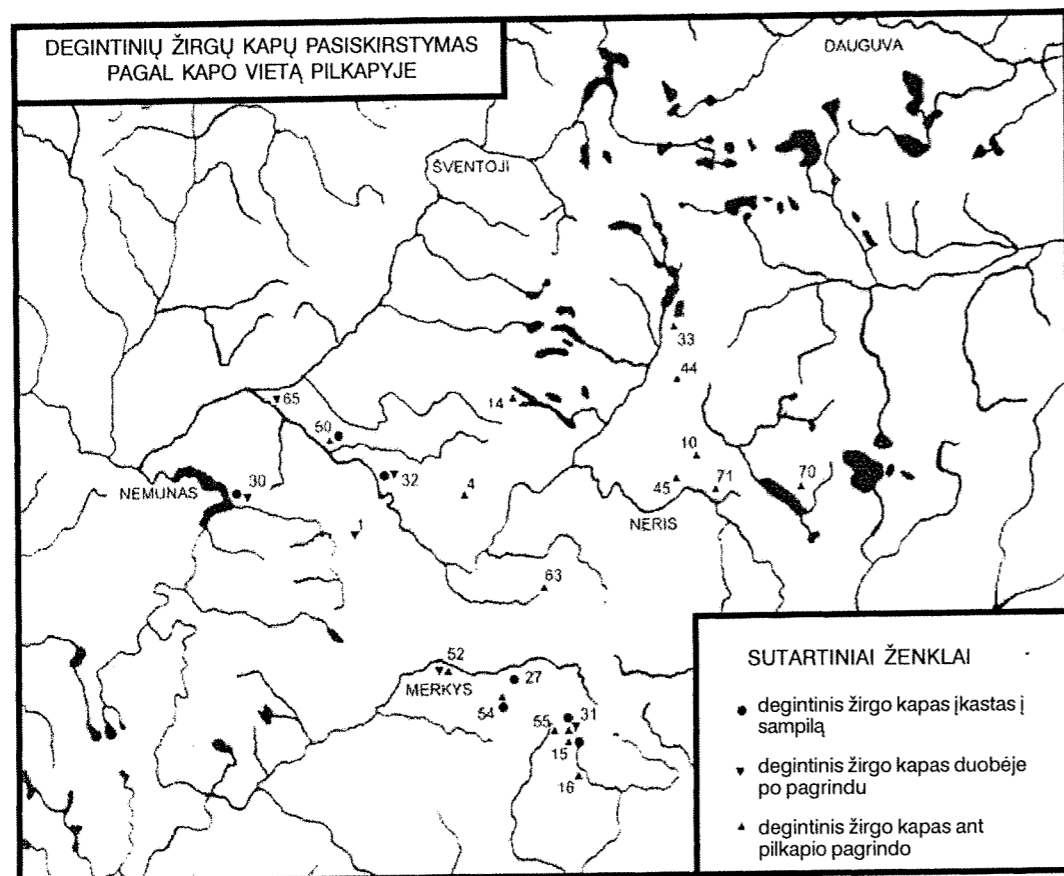 DEGINTINIŲ ŽIRGŲ KAPŲ PASISKIRSTYMAS
PAGAL KAPO VIETĄ PILKAPYJE
DAUGUVA
ŠVENTOJI
33
44
14
65
50
10
32
4
45
71
70
NEMUNAS
30
NERIS
1
63
52
MERKYS
27
54
55
31
15
16
SUTARTINIAI ŽENKLAI
degintinis žirgo kapas įkastas į
sampilą
degintinis žirgo kapas duobėje
po pagrindu
degintinis žirgo kapas ant
pilkapio pagrindo